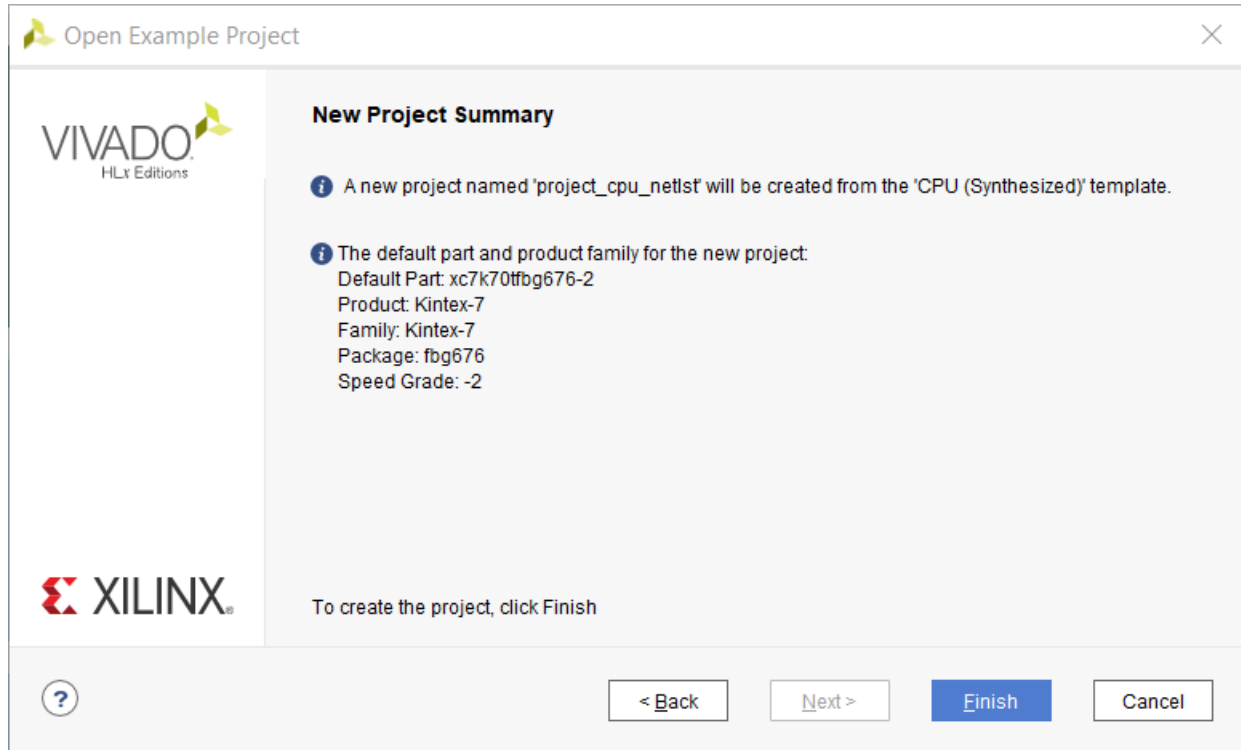 Open Example Project
VIVADO.
HLx Editions
New Project Summary
A new project named 'project_cpu_netlst' will be created from the 'CPU (Synthesized)' template.
The default part and product family for the new project:
Default Part: xc7k70tfbg676-2
Product: Kintex-7
Family: Kintex-7
Package: fbg676
Speed Grade: -2
XILINX®
To create the project, click Finish
?
< Back
Next >
Finish
Cancel